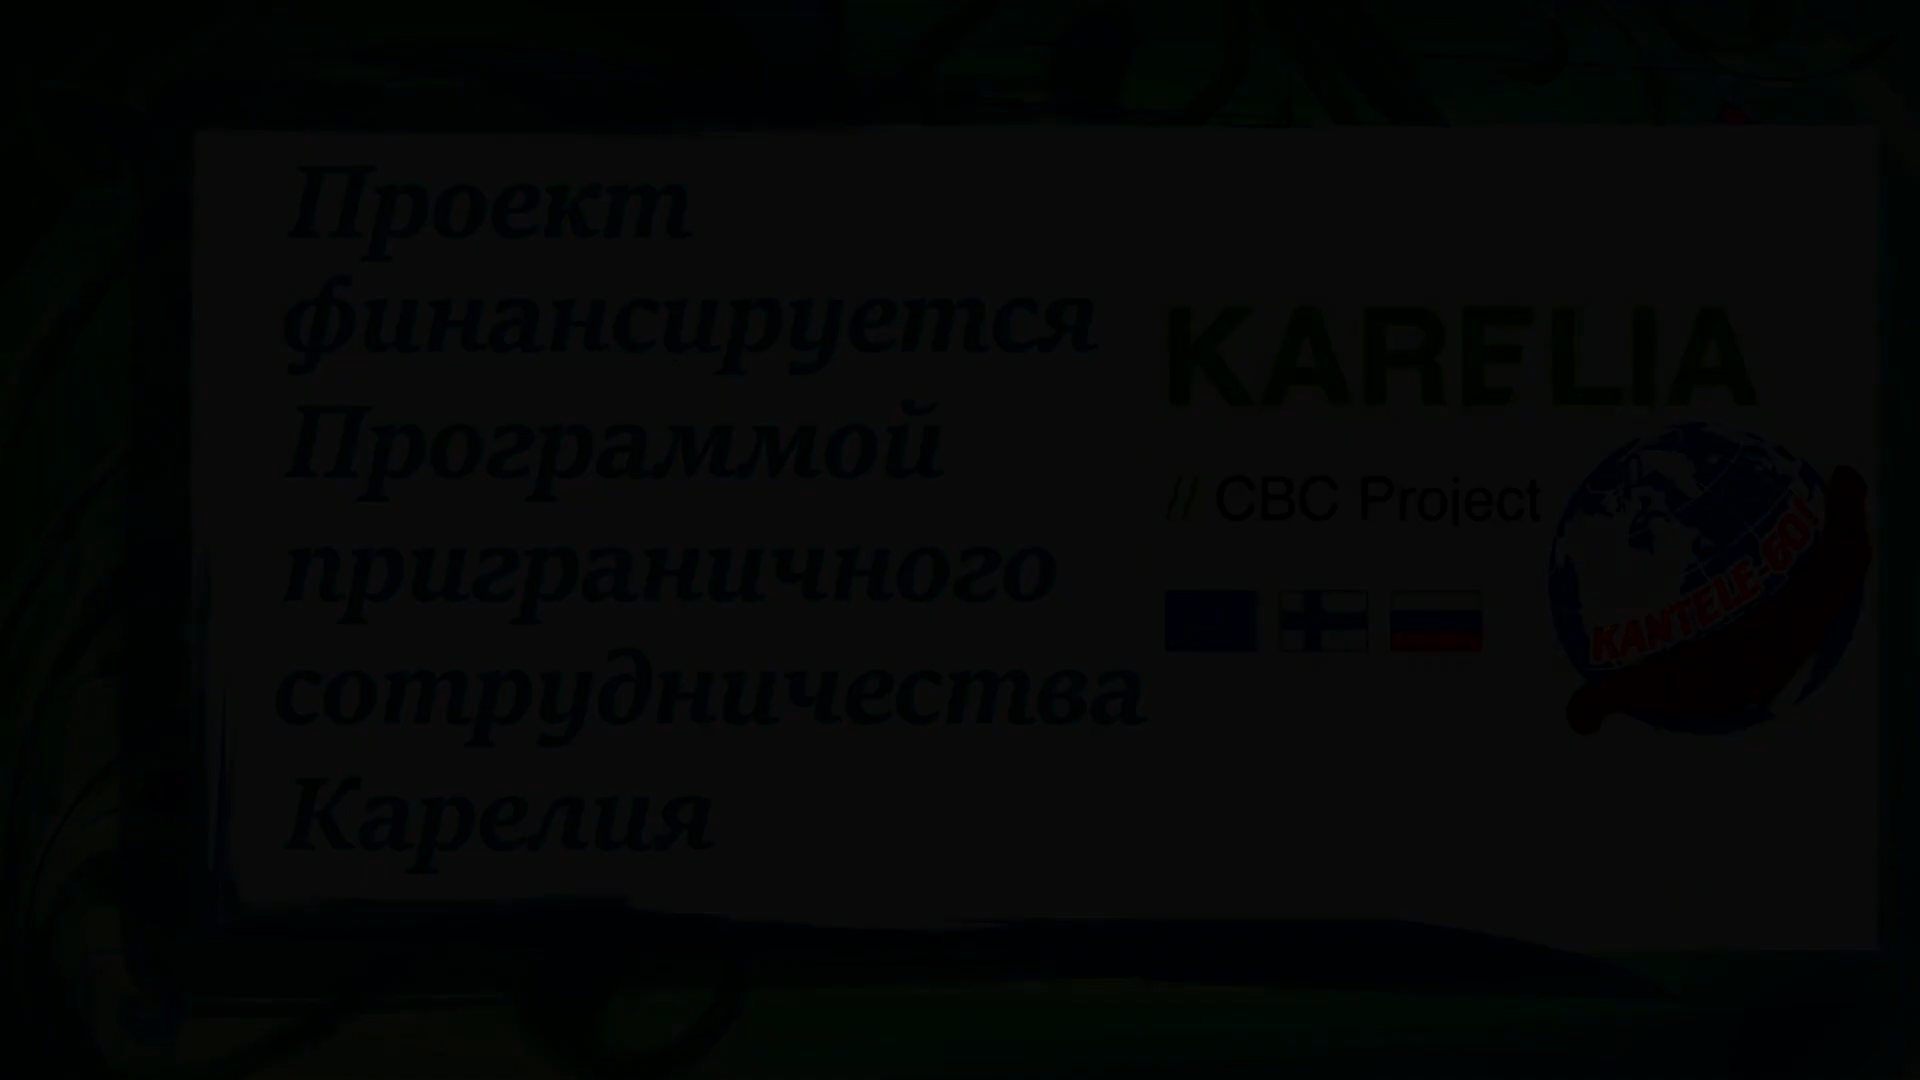 Проект
финансируется
Программой
приграничного
сотрудничества
Карелия
KARELIA
// CBC Project
KANTELE-GO!